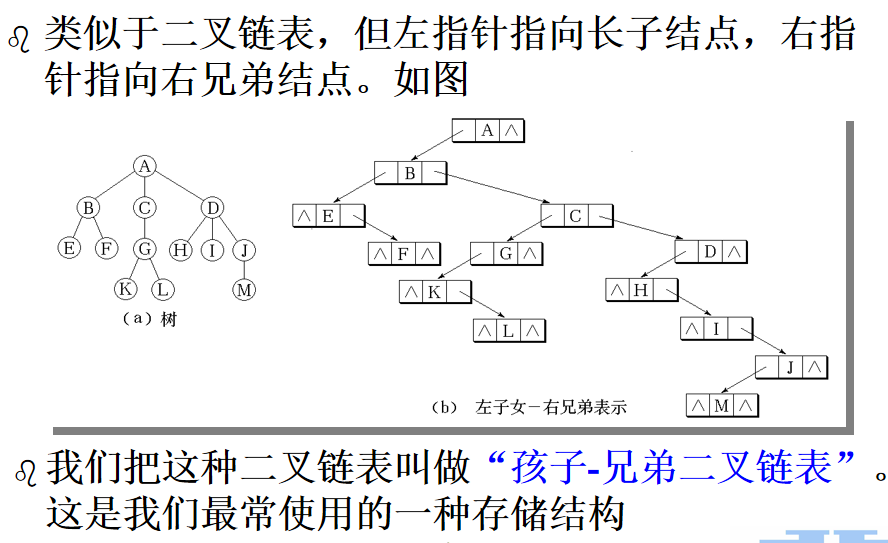 类似于二叉链表，但左指针指向长子结点，右指
针指向右兄弟结点。如图
A
B C D
E F G H I J
K L M
（a）树
A ∧
B
∧ E C
∧ F ∧ G ∧ D ∧
∧ K ∧ H
∧ L ∧ ∧ I
J ∧
∧ M ∧
（b） 左子女－右兄弟表示
我们把这种二叉链表叫做“孩子-兄弟二叉链表”。
这是我们最常使用的一种存储结构